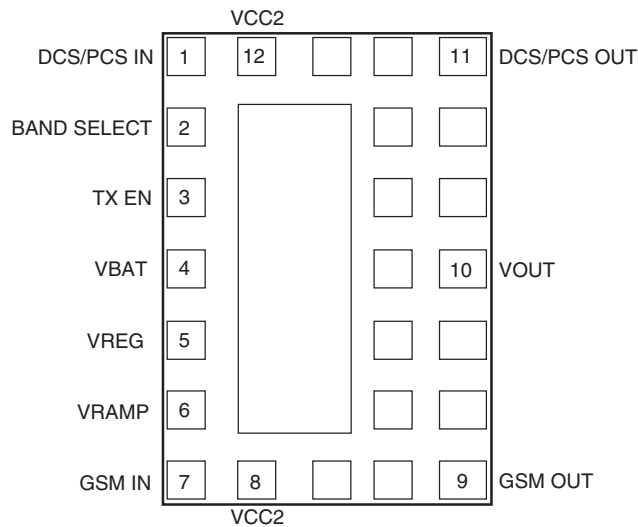 VCC2
DCS/PCS IN 1 12 11 DCS/PCS OUT
BAND SELECT 2
TX EN 3
VBAT 4 10 VOUT
VREG 5
VRAMP 6
GSM IN 7 8 9 GSM OUT
VCC2